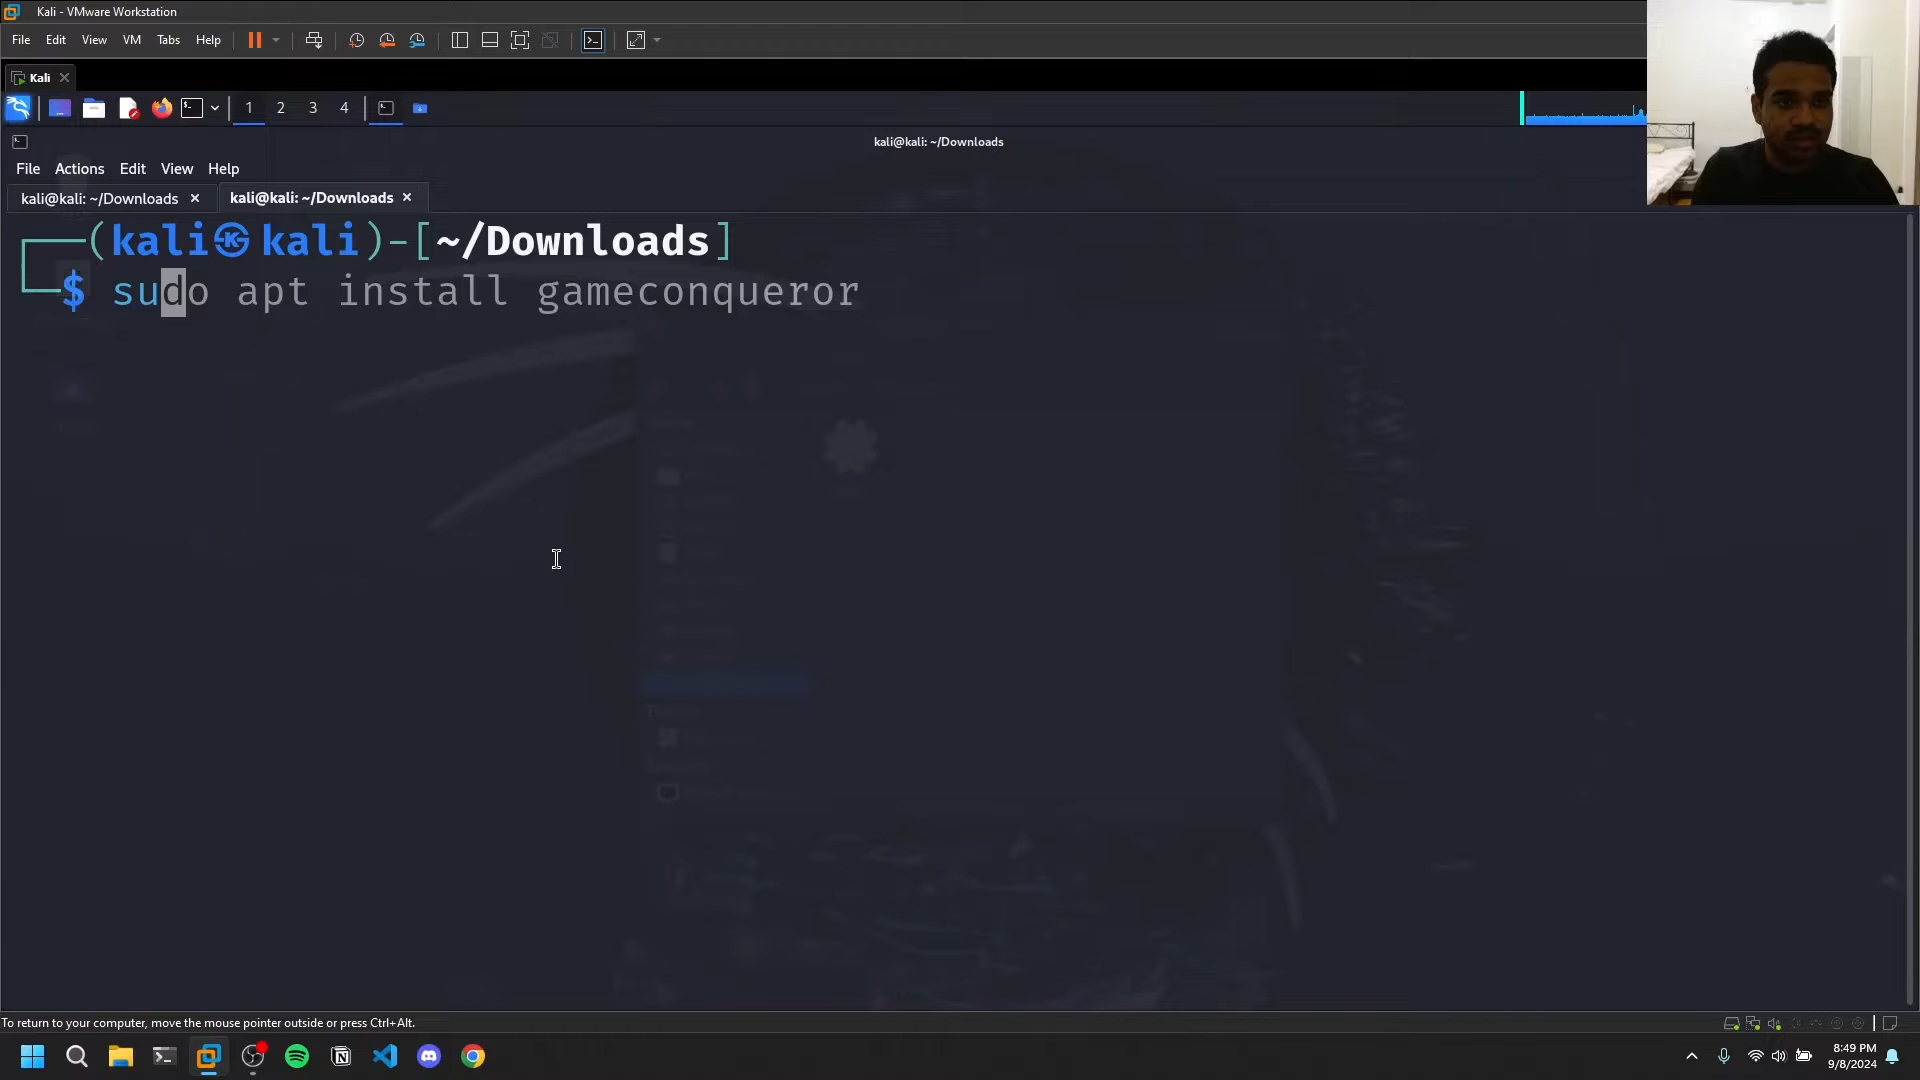 Kali - VMware Workstation
File Edit View VM Tabs Help
Kali
1 2 3 4
kali@kali: ~/Downloads
File Actions Edit View Help
kali@kali: ~/Downloads kali@kali: ~/Downloads
(kali㉿kali)-[~/Downloads]
$ sudo apt install gameconqueror
To return to your computer, move the mouse pointer outside or press Ctrl+Alt.
8:49 PM
9/8/2024